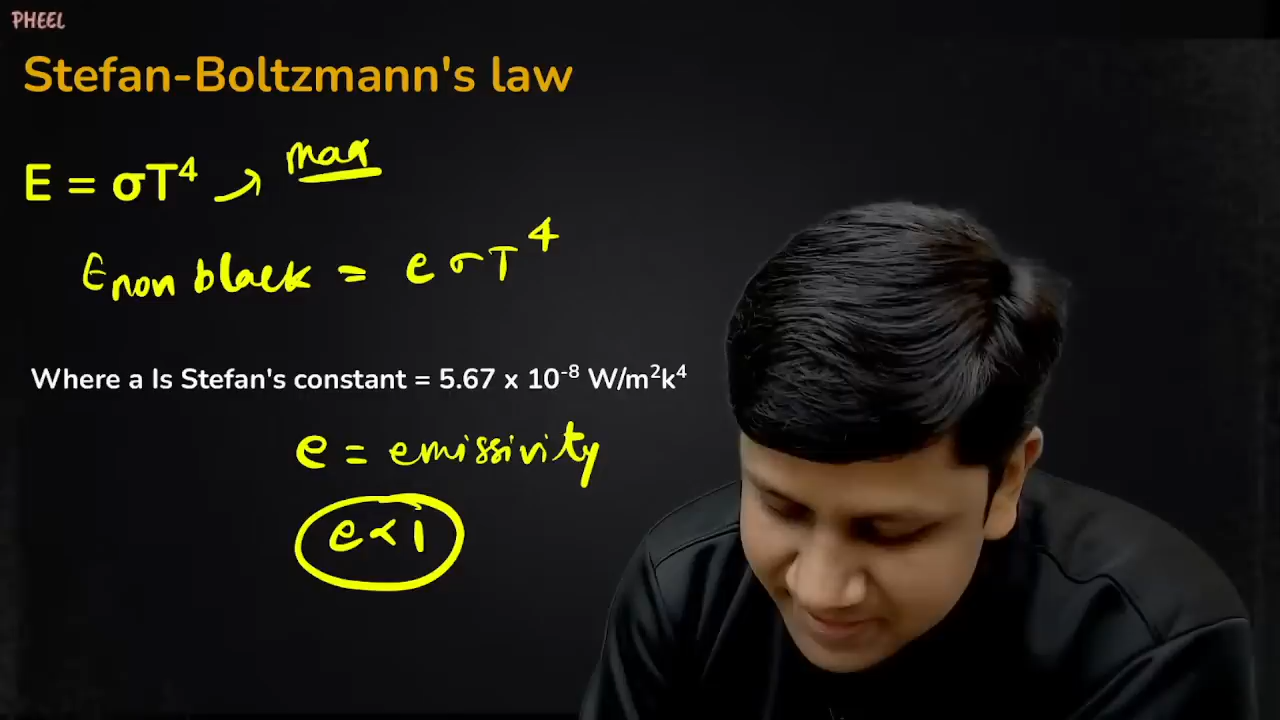 PHEEL
Stefan-Boltzmann's law
E = σT⁴ → max
E non black = e σ T⁴
Where a Is Stefan's constant = 5.67 x 10⁻⁸ W/m²k⁴
e = emissivity
e < 1